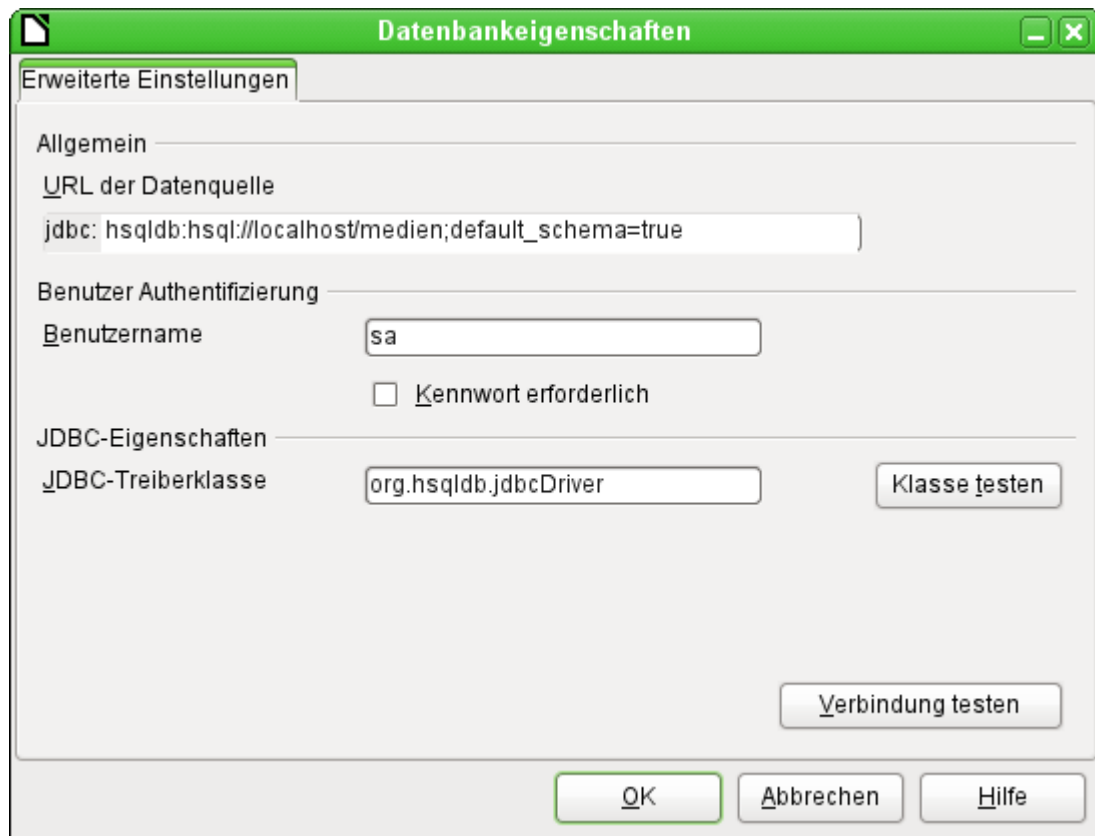 Datenbankeigenschaften
Erweiterte Einstellungen
Allgemein
URL der Datenquelle
jdbc: hsqldb:hsql://localhost/medien;default_schema=true
Benutzer Authentifizierung
Benutzername sa
Kennwort erforderlich
JDBC-Eigenschaften
JDBC-Treiberklasse org.hsqldb.jdbcDriver Klasse testen
Verbindung testen
OK Abbrechen Hilfe